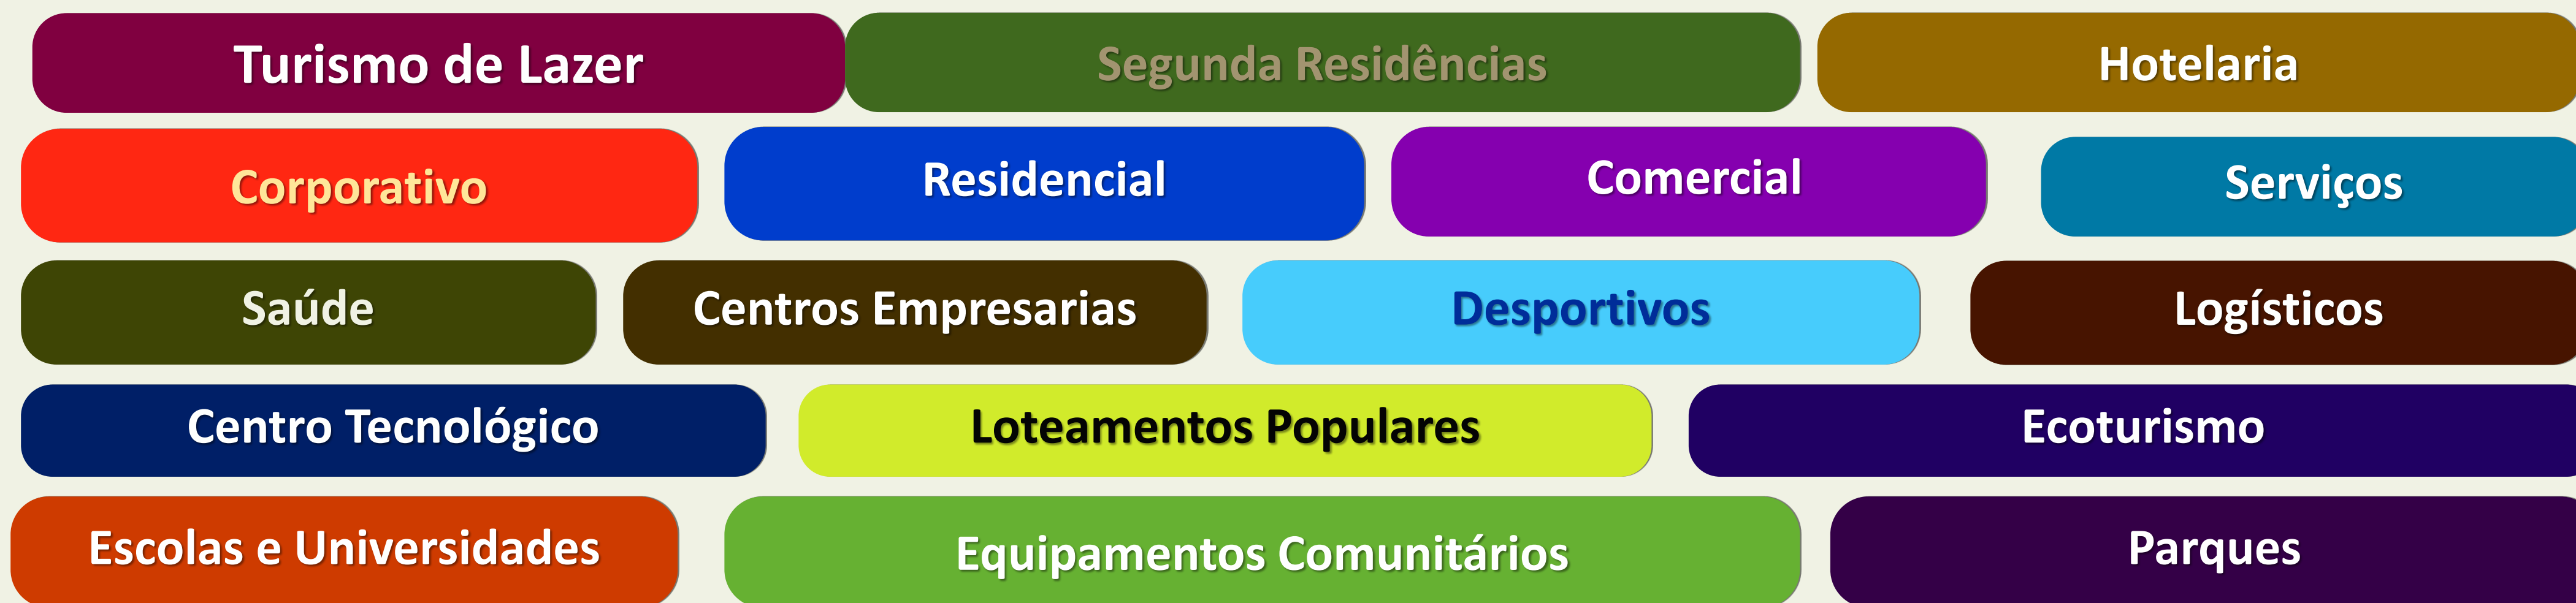 Turismo de Lazer
Segunda Residências
Hotelaria
Corporativo
Residencial
Comercial
Serviços
Saúde
Centros Empresarias
Desportivos
Logísticos
Centro Tecnológico
Loteamentos Populares
Ecoturismo
Escolas e Universidades
Equipamentos Comunitários
Parques